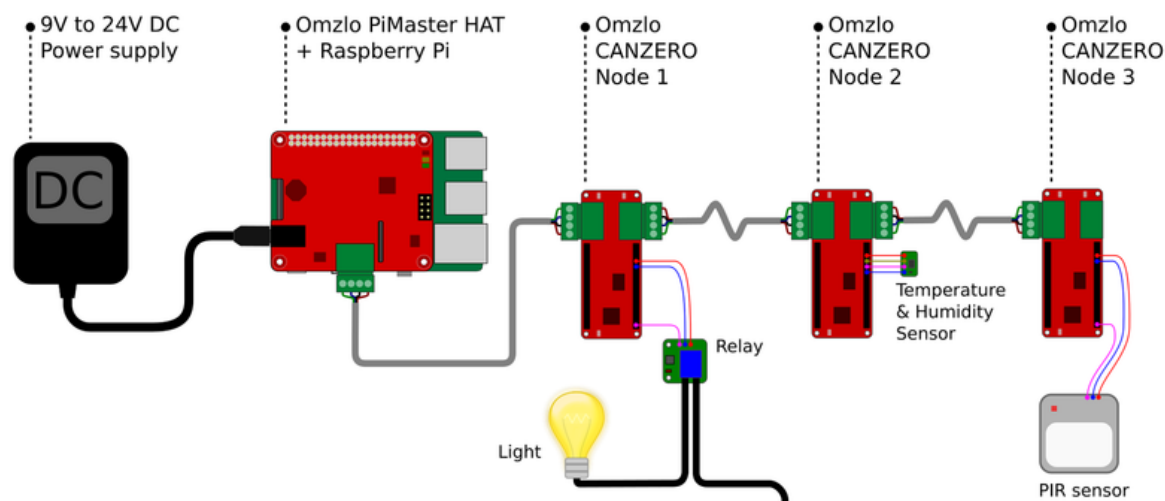 9V to 24V DC
Power supply
Omzlo PiMaster HAT
+ Raspberry Pi
Omzlo
CANZERO
Node 1
Omzlo
CANZERO
Node 2
Omzlo
CANZERO
Node 3
DC
Temperature
& Humidity
Sensor
Relay
Light
PIR sensor